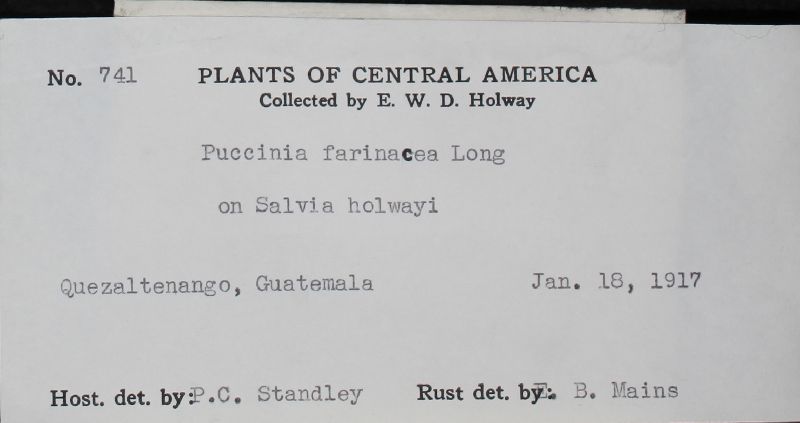 No. 741 PLANTS OF CENTRAL AMERICA
Collected by E. W. D. Holway
Puccinia farinacea Long
on Salvia holwayi
Quezaltenango, Guatemala Jan. 18, 1917
Host. det. by: P.C. Standley Rust det. by: E. B. Mains